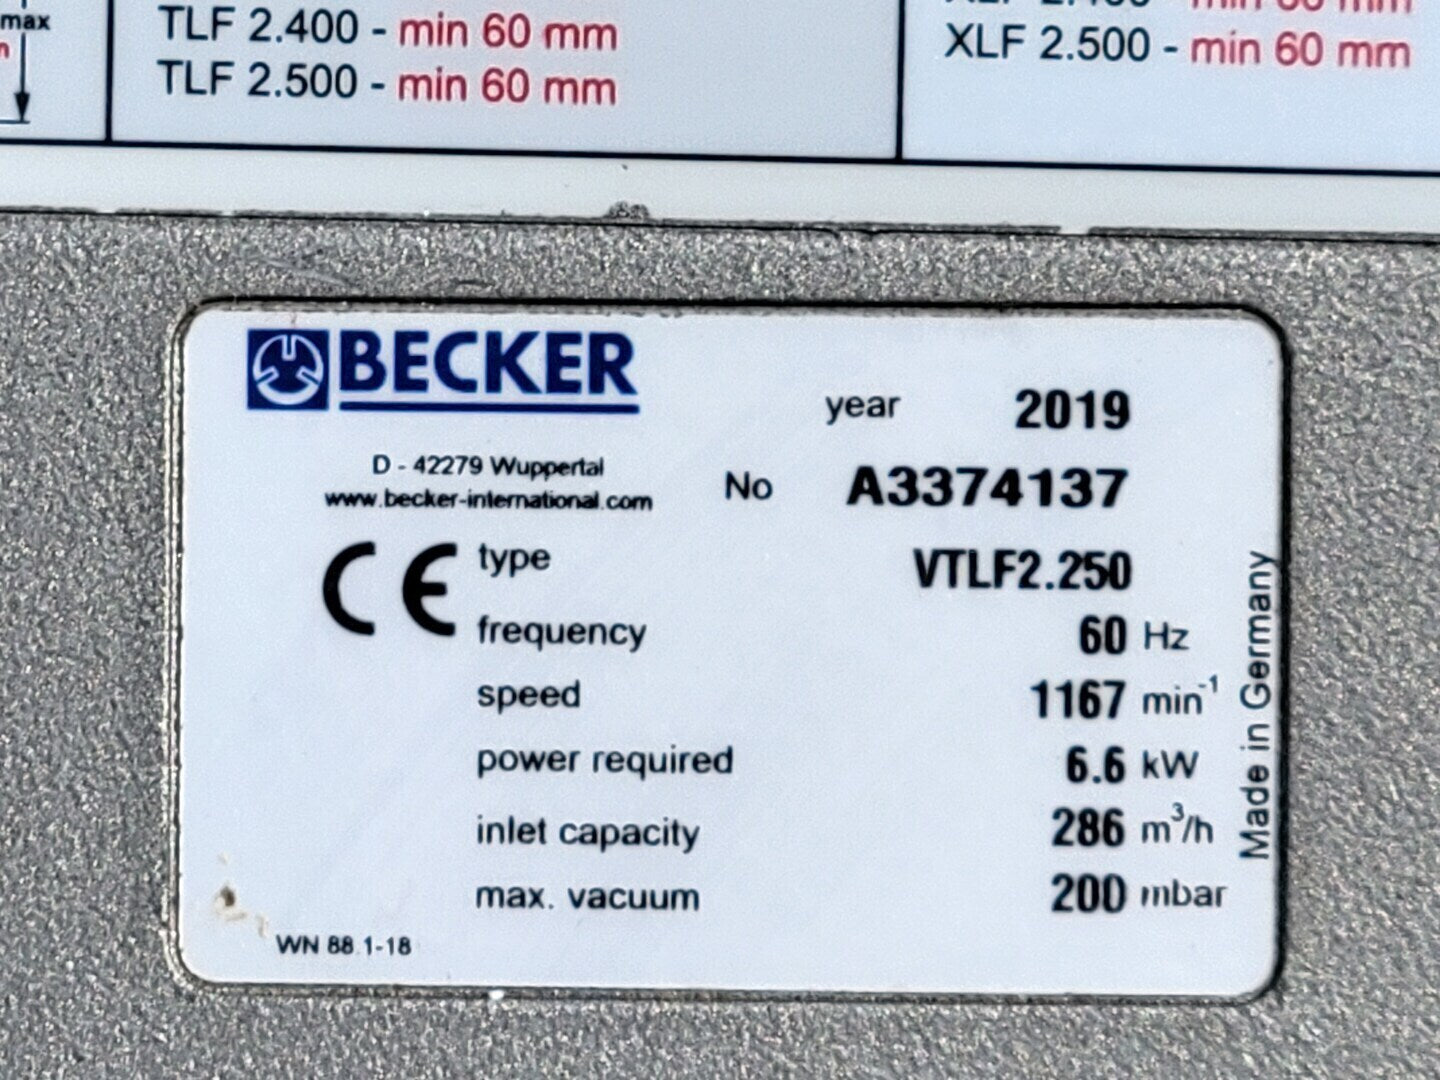 max
TLF 2.400 - min 60 mm
TLF 2.500 - min 60 mm
XLF 2.500 - min 60 mm
BECKER
D - 42279 Wuppertal
www.becker-international.com
year 2019
No A3374137
CE
type VTLF2.250
frequency 60 Hz
speed 1167 min⁻¹
power required 6.6 kW
inlet capacity 286 m³/h
max. vacuum 200 mbar
WN 88.1-18
Made in Germany